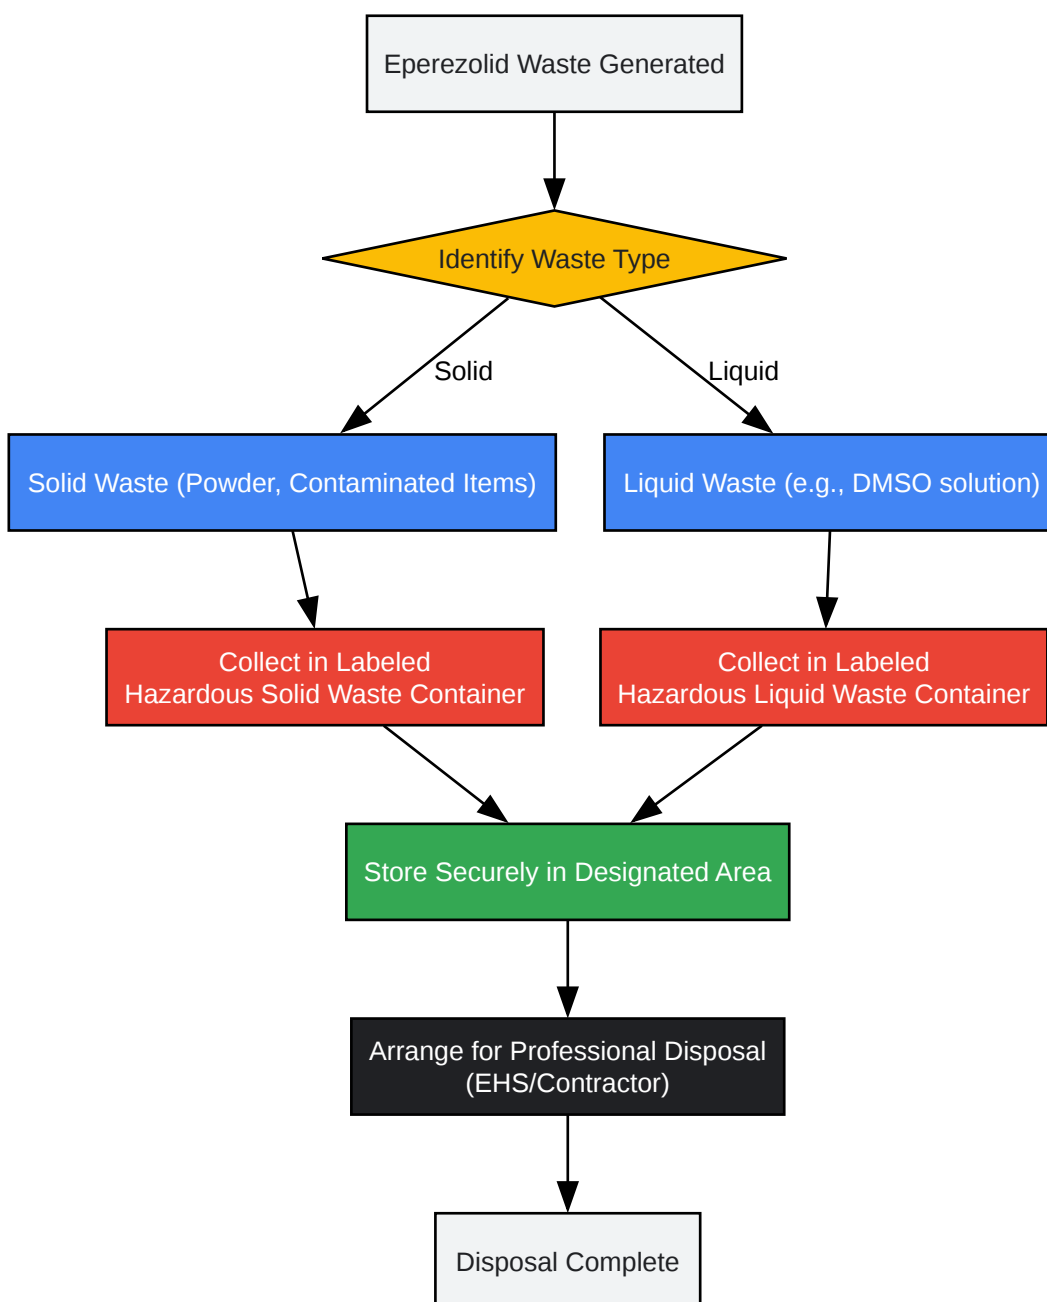 Eperezolid Waste Generated
Identify Waste Type
Solid
Liquid
Solid Waste (Powder, Contaminated Items)
Liquid Waste (e.g., DMSO solution)
Collect in Labeled
Hazardous Solid Waste Container
Collect in Labeled
Hazardous Liquid Waste Container
Store Securely in Designated Area
Arrange for Professional Disposal
(EHS/Contractor)
Disposal Complete